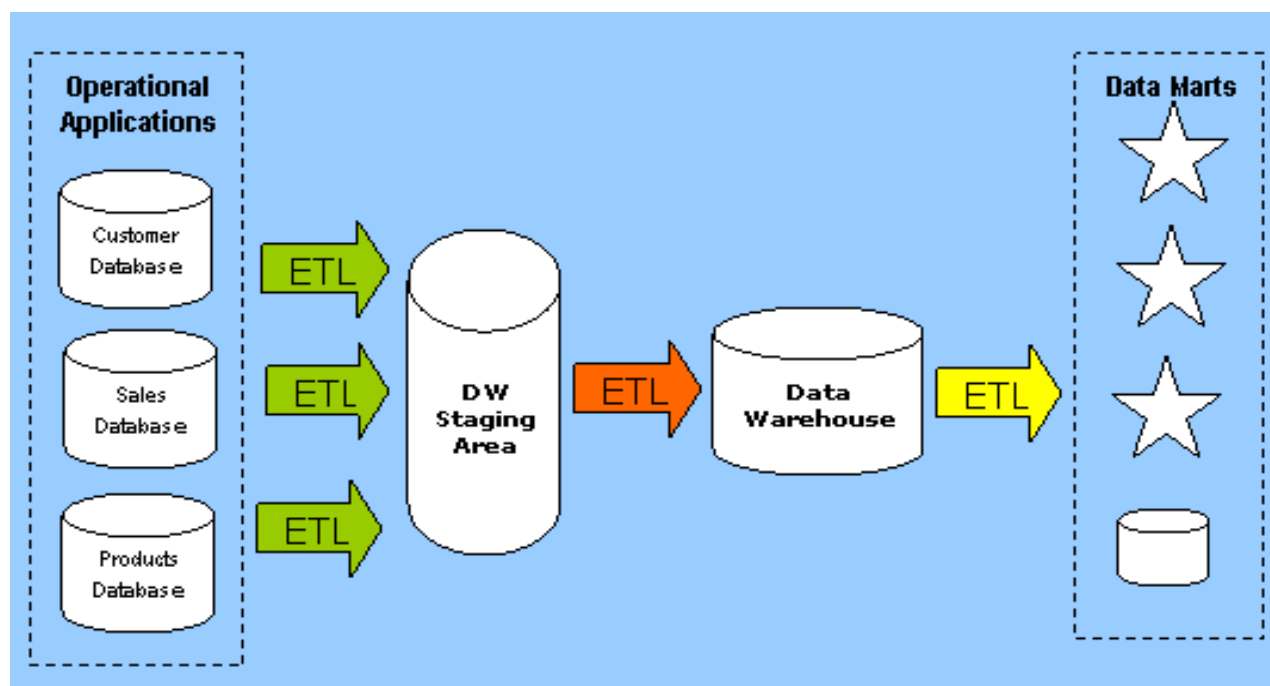 Operational
Applications
Customer
Database
Sales
Database
Products
Database
ETL
ETL
ETL
DW
Staging
Area
ETL
Data
Warehouse
ETL
Data Marts